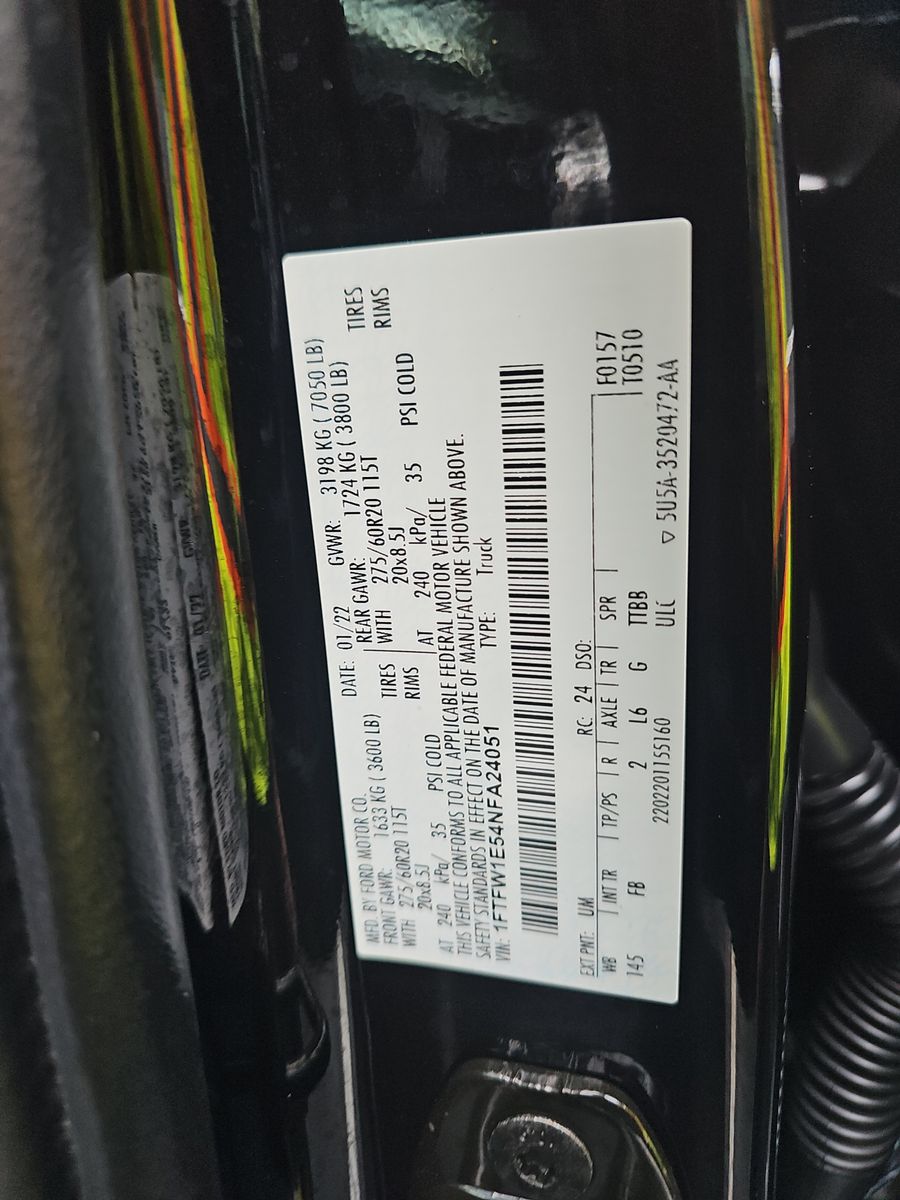 MFD. BY FORD MOTOR CO.
DATE: 01/22 GVWR: 3198 KG ( 7050 LB)
FRONT GAWR: 1633 KG ( 3600 LB)
REAR GAWR: 1724 KG ( 3800 LB)
WITH 275/60R20 115T TIRES
WITH 275/60R20 115T TIRES
20x8.5J RIMS
20x8.5J RIMS
AT 240 kPa/ 35 PSI COLD
AT 240 kPa/ 35 PSI COLD
THIS VEHICLE CONFORMS TO ALL APPLICABLE FEDERAL MOTOR VEHICLE
SAFETY STANDARDS IN EFFECT ON THE DATE OF MANUFACTURE SHOWN ABOVE.
VIN: 1FTFW1E54NFA24051 TYPE: Truck
EXT PNT: UM RC: 24 DSO:
WB INT TR TP/PS R AXLE TR SPR F0157
145 FB 2 L6 G TTBB T0510
2202201155160 ULC
▽ 5U5A-3520472-AA
DATE: 01/22 GVWR: